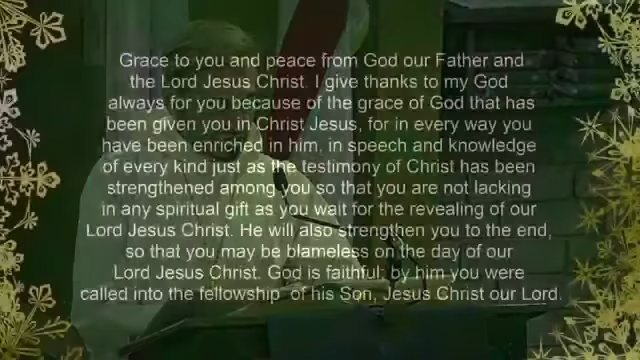 Grace to you and peace from God our Father and
the Lord Jesus Christ. I give thanks to my God
always for you because of the grace of God that has
been given you in Christ Jesus, for in every way you
have been enriched in him, in speech and knowledge
of every kind just as the testimony of Christ has been
strengthened among you so that you are not lacking
in any spiritual gift as you wait for the revealing of our
Lord Jesus Christ. He will also strengthen you to the end,
so that you may be blameless on the day of our
Lord Jesus Christ. God is faithful, by him you were
called into the fellowship of his Son, Jesus Christ our Lord.